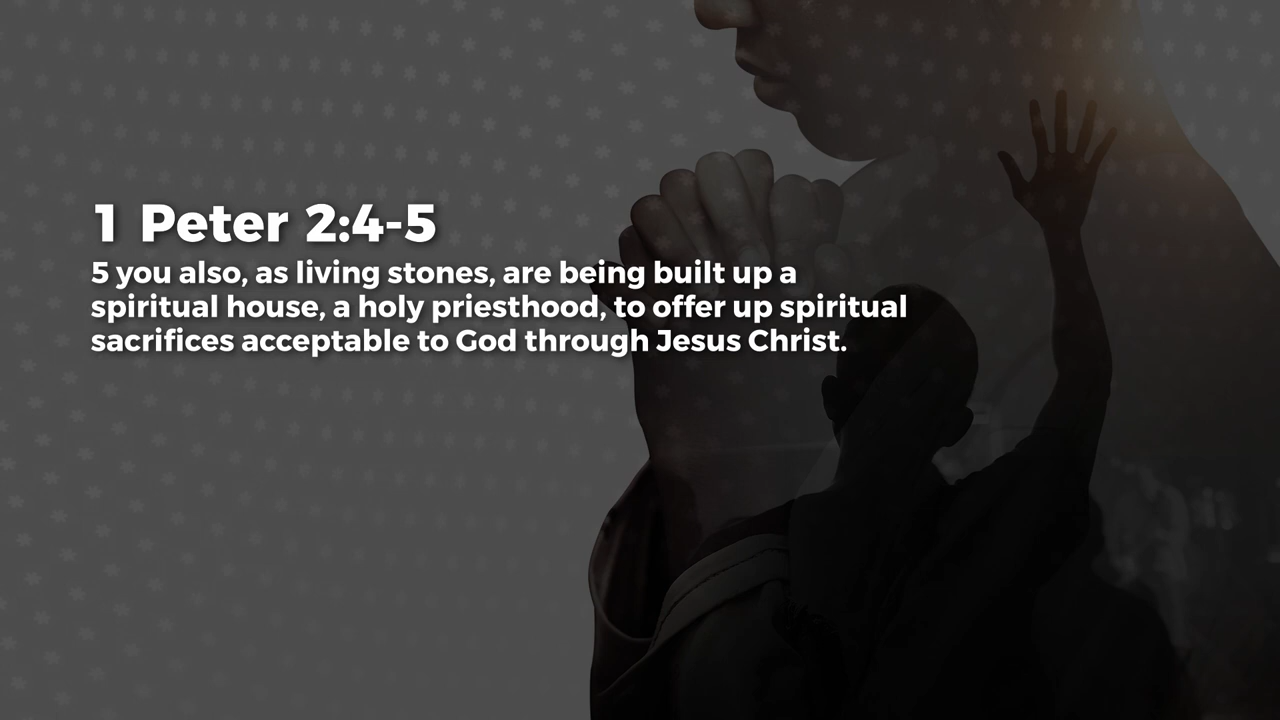 1 Peter 2:4-5
5 you also, as living stones, are being built up a
spiritual house, a holy priesthood, to offer up spiritual
sacrifices acceptable to God through Jesus Christ.